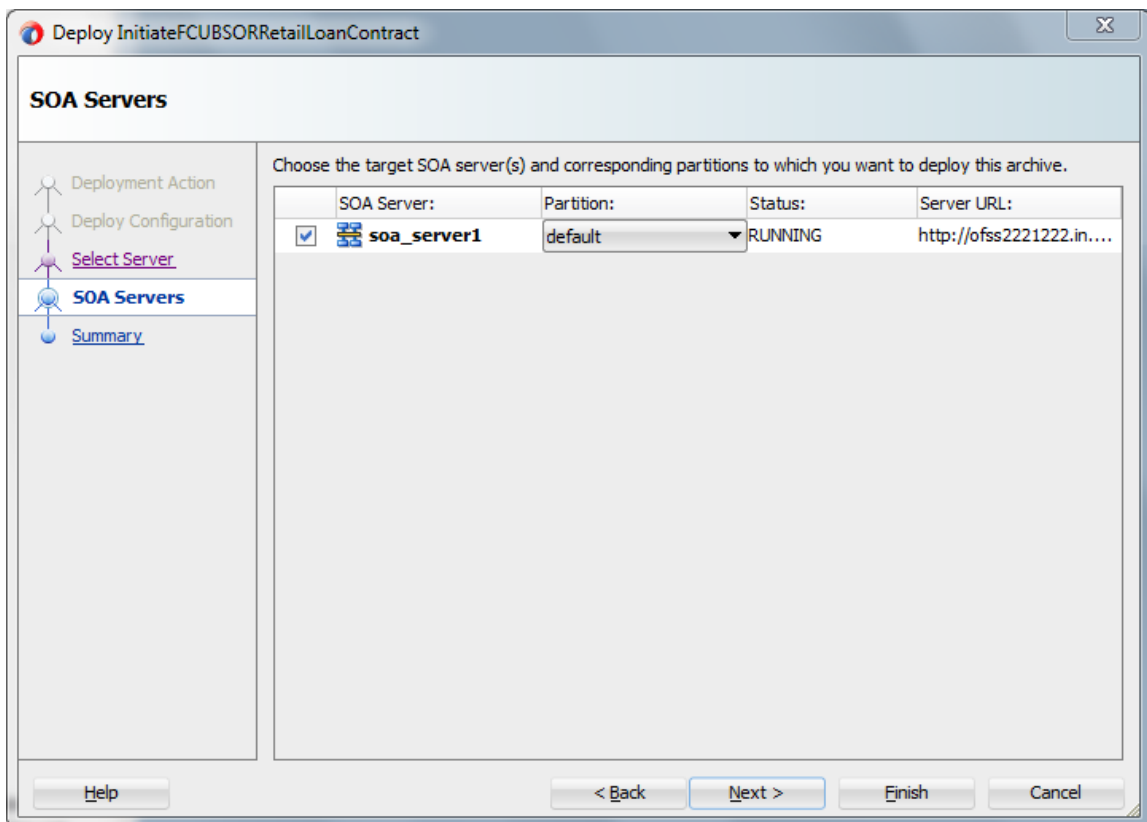 Deploy InitiateFCUBSORRetailLoanContract
SOA Servers
Deployment Action
Deploy Configuration
Select Server
SOA Servers
Summary
Choose the target SOA server(s) and corresponding partitions to which you want to deploy this archive.
SOA Server: Partition: Status: Server URL:
soa_server1 default RUNNING http://ofss2221222.in....
Help < Back Next > Finish Cancel